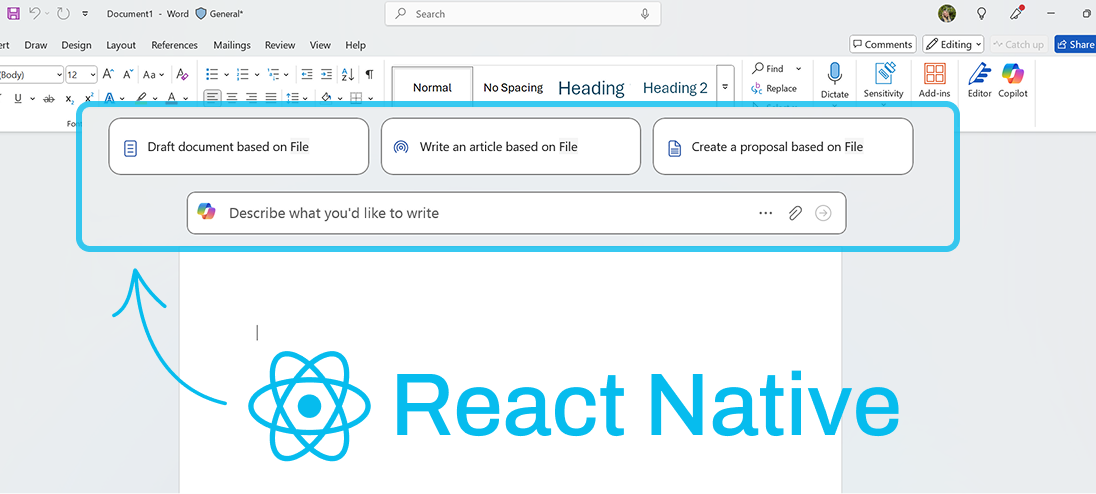 Document1 - Word General*
Search
ert Draw Design Layout References Mailings Review View Help
Comments Editing Catch up Share
Body) 12 Aa
Normal No Spacing Heading Heading 2
Find
Replace
Dictate Sensitivity Add-ins Editor Copilot
Draft document based on File
Write an article based on File
Create a proposal based on File
Describe what you'd like to write
React Native